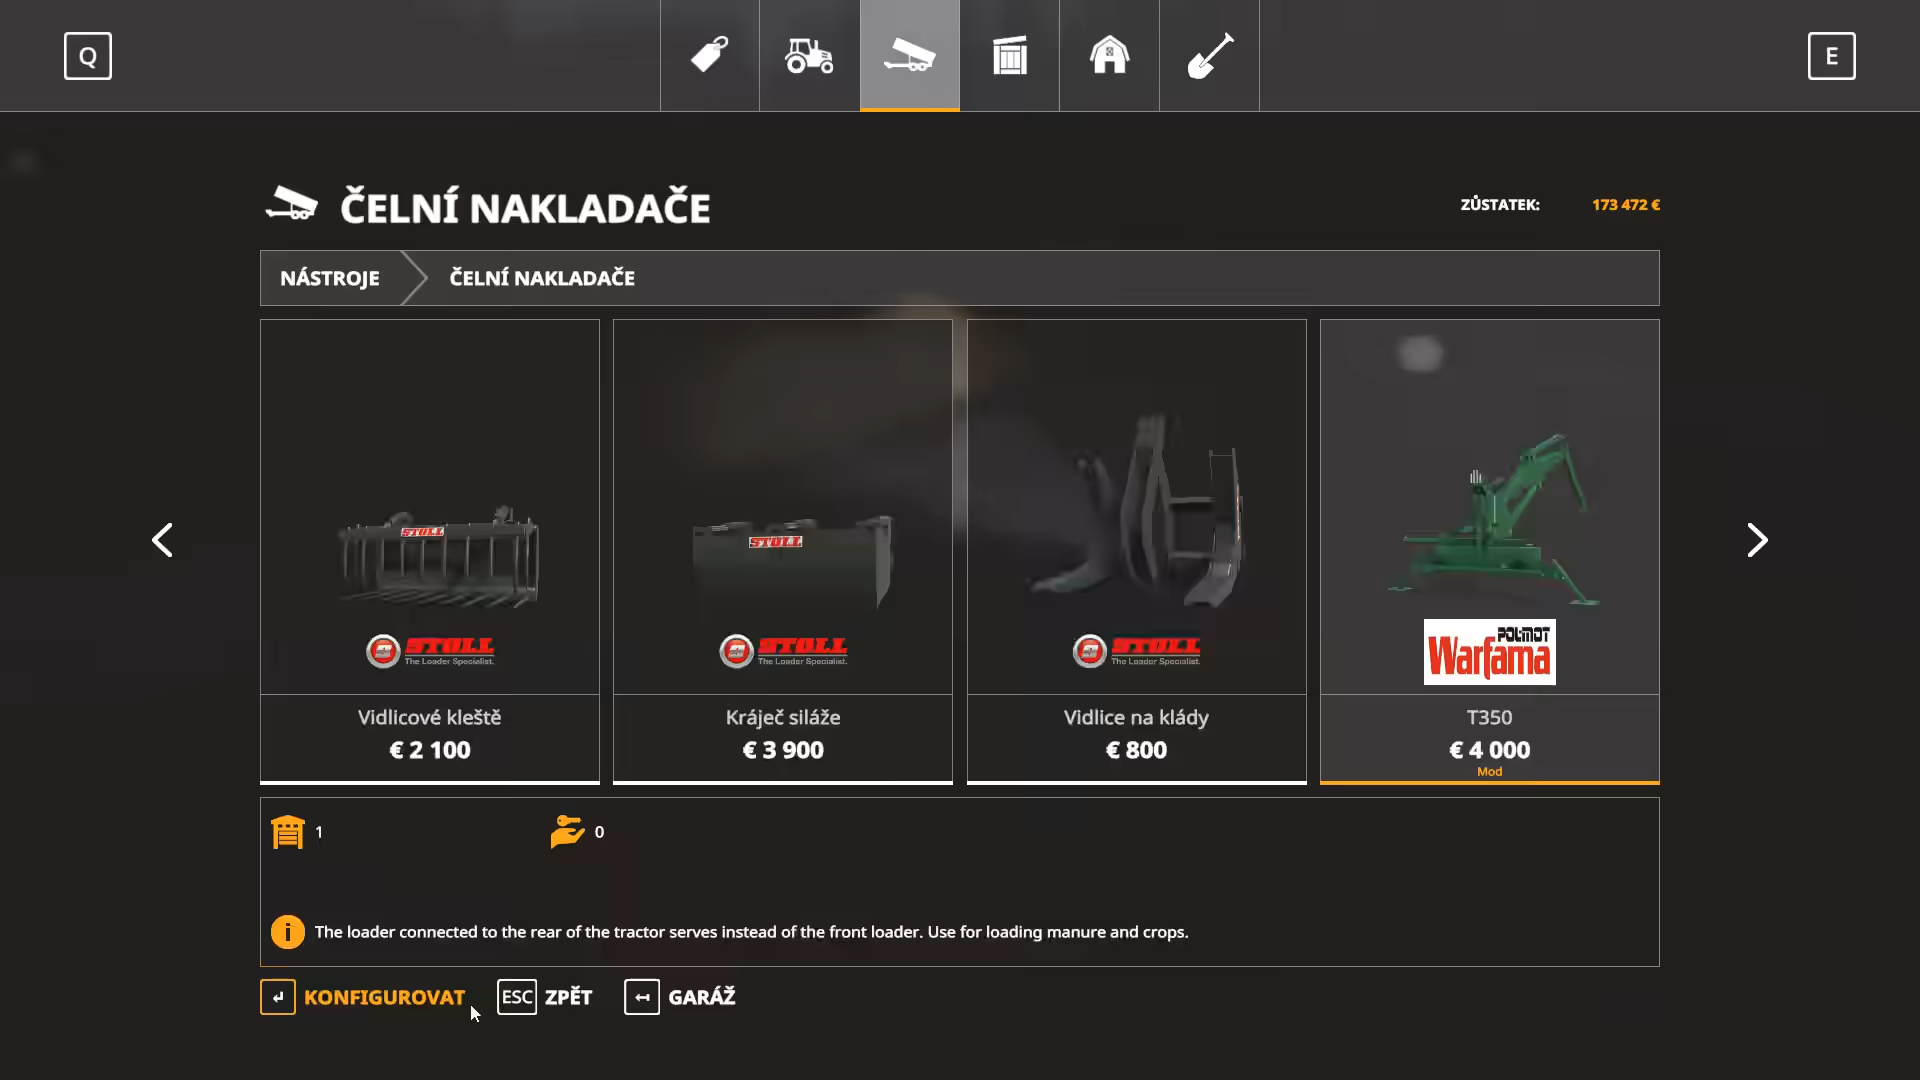 Q
E
ČELNÍ NAKLADAČE
ZŮSTATEK: 173 472 €
NÁSTROJE ČELNÍ NAKLADAČE
STOLL
STOLL
STOLL
The Loader Specialist.
STOLL
The Loader Specialist.
STOLL
The Loader Specialist.
POL-MOT
Warfama
Vidlicové kleště
€ 2 100
Kráječ siláže
€ 3 900
Vidlice na klády
€ 800
T350
€ 4 000
Mod
1
0
The loader connected to the rear of the tractor serves instead of the front loader. Use for loading manure and crops.
KONFIGUROVAT ESC ZPĚT GARÁŽ